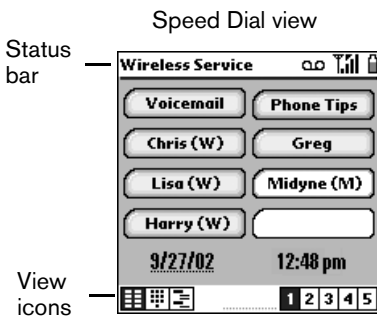 Speed Dial view
Status bar
Wireless Service
Voicemail
Phone Tips
Chris (W)
Greg
Lisa (W)
Midyne (M)
Harry (W)
9/27/02
12:48 pm
View icons
1 2 3 4 5